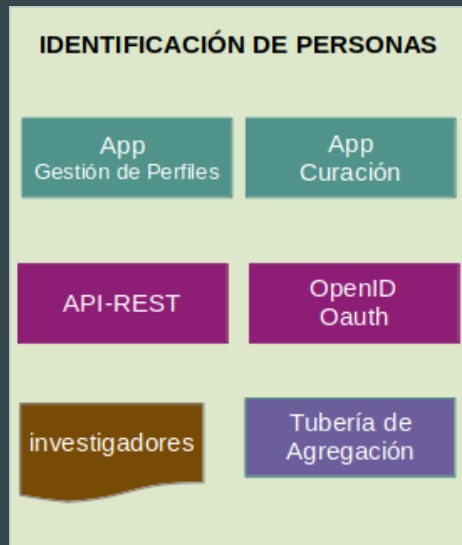 IDENTIFICACIÓN DE PERSONAS
App
Gestión de Perfiles
App
Curación
API-REST
OpenID
Oauth
investigadores
Tubería de
Agregación